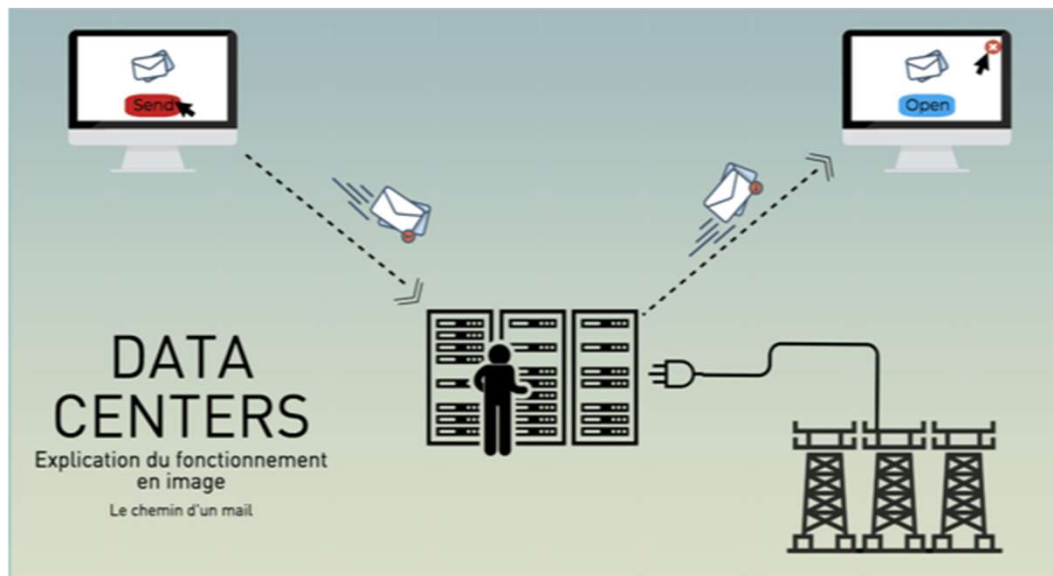 Send
Open
DATA
CENTERS
Explication du fonctionnement
en image
Le chemin d'un mail